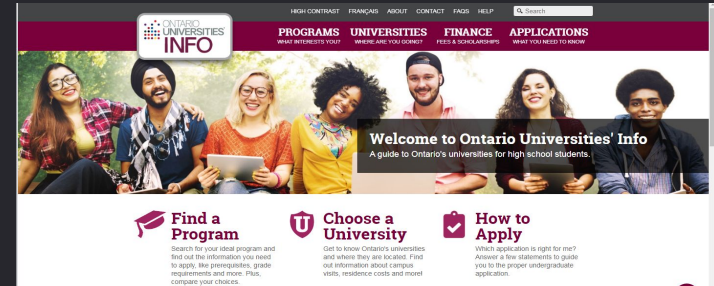 HIGH CONTRAST FRANÇAIS ABOUT CONTACT FAQS HELP Search
ONTARIO
UNIVERSITIES'
INFO
PROGRAMS UNIVERSITIES FINANCE APPLICATIONS
WHAT INTERESTS YOU? WHERE ARE YOU GOING? FEES & SCHOLARSHIPS WHAT YOU NEED TO KNOW
Welcome to Ontario Universities' Info
A guide to Ontario's universities for high school students.
Find a
Program
Search for your ideal program and
find out the information you need
to apply, like prerequisites, grade
requirements and more. Plus,
compare your choices.
U
Choose a
University
Get to know Ontario's universities
and where they are located. Find
out information about campus
visits, residence costs and more!
How to
Apply
Which application is right for me?
Answer a few statements to guide
you to the proper undergraduate
application.